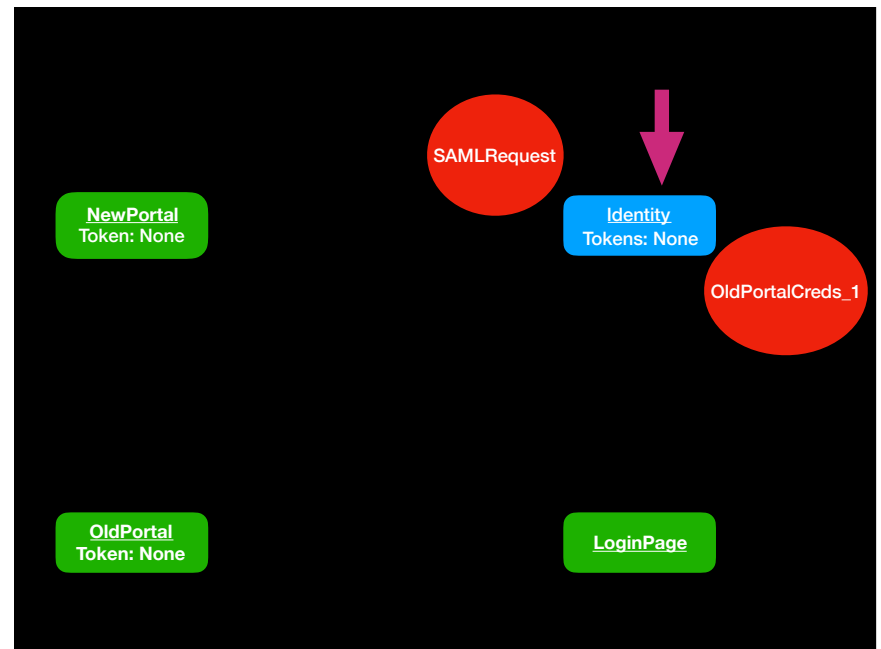 SAMLRequest
NewPortal
Token: None
Identity
Tokens: None
OldPortalCreds_1
OldPortal
Token: None
LoginPage